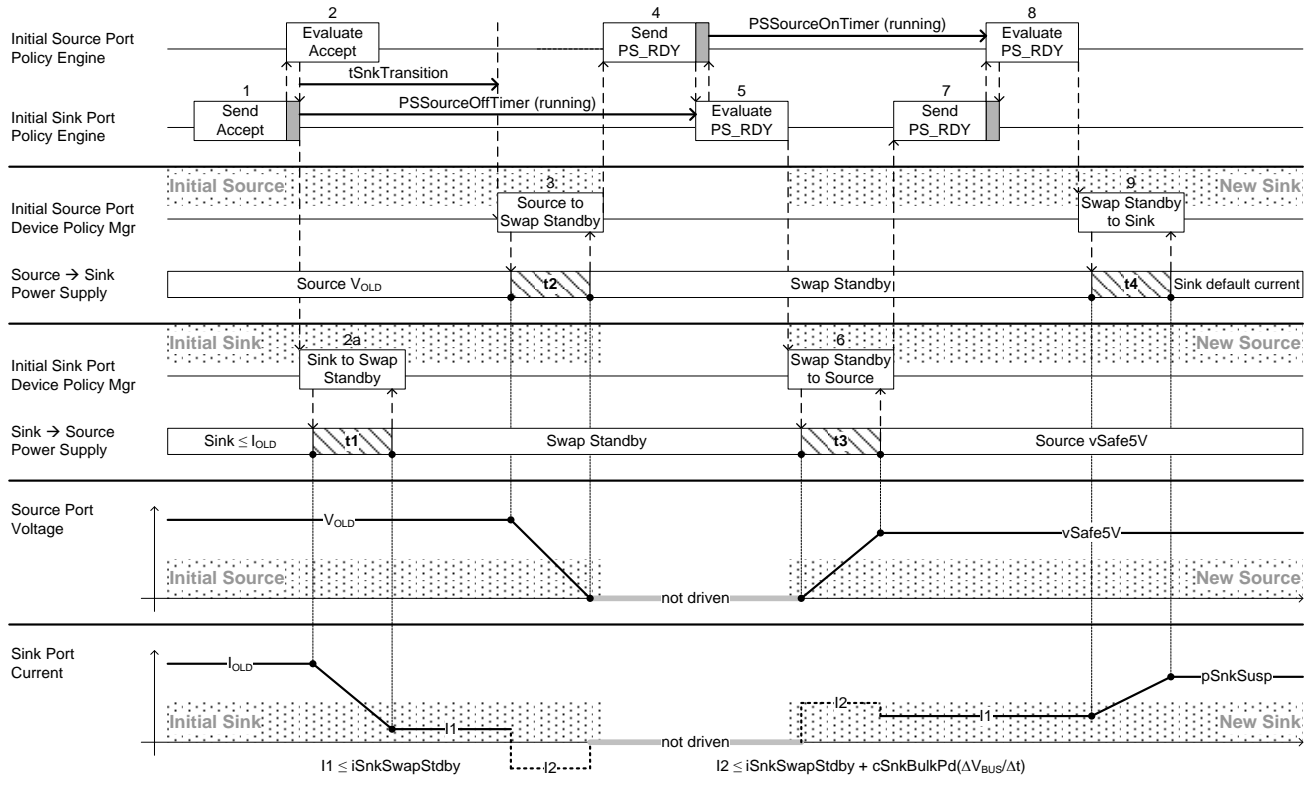 2
4
8
Initial Source Port
Policy Engine
Evaluate
Accept
Send
PS_RDY
PSSourceOnTimer (running)
Evaluate
PS_RDY
tSnkTransition
1
5
7
Initial Sink Port
Policy Engine
Send
Accept
PSSourceOffTimer (running)
Evaluate
PS_RDY
Send
PS_RDY
Initial Source
New Sink
3
9
Initial Source Port
Device Policy Mgr
Source to
Swap Standby
Swap Standby
to Sink
Source → Sink
Power Supply
Source VOLD
t2
Swap Standby
t4
Sink default current
Initial Sink
New Source
2a
6
Initial Sink Port
Device Policy Mgr
Sink to Swap
Standby
Swap Standby
to Source
Sink → Source
Power Supply
Sink ≤ IOLD
t1
Swap Standby
t3
Source vSafe5V
Source Port
Voltage
VOLD
vSafe5V
Initial Source
New Source
not driven
Sink Port
Current
IOLD
pSnkSusp
I2
Initial Sink
I1
I1
New Sink
not driven
I1 ≤ iSnkSwapStdby
I2
I2 ≤ iSnkSwapStdby + cSnkBulkPd(ΔVBUS/Δt)